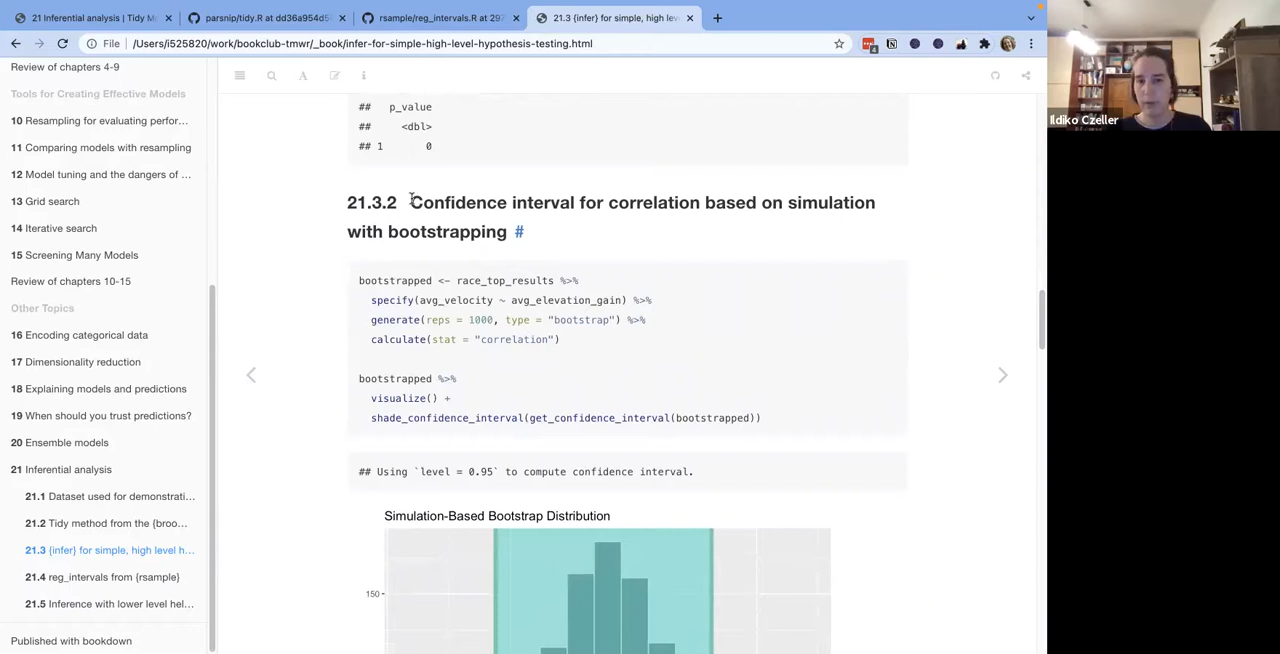 21 Inferential analysis | Tidy M
parsnip/tidy.R at dd36a954d5
rsample/reg_intervals.R at 297
21.3 {infer} for simple, high lev
File
/Users/i525820/work/bookclub-tmwr/_book/infer-for-simple-high-level-hypothesis-testing.html
4
Ildiko Czeller
Review of chapters 4-9
Tools for Creating Effective Models
10 Resampling for evaluating perfor...
11 Comparing models with resampling
12 Model tuning and the dangers of ...
13 Grid search
14 Iterative search
15 Screening Many Models
Review of chapters 10-15
Other Topics
16 Encoding categorical data
17 Dimensionality reduction
18 Explaining models and predictions
19 When should you trust predictions?
20 Ensemble models
21 Inferential analysis
21.1 Dataset used for demonstrati...
21.2 Tidy method from the {broo...
21.3 {infer} for simple, high level h...
21.4 reg_intervals from {rsample}
21.5 Inference with lower level hel...
Published with bookdown
## p_value
## <dbl>
## 1 0
21.3.2 Confidence interval for correlation based on simulation
with bootstrapping #
bootstrapped <- race_top_results %>%
specify(avg_velocity ~ avg_elevation_gain) %>%
generate(reps = 1000, type = "bootstrap") %>%
calculate(stat = "correlation")
bootstrapped %>%
visualize() +
shade_confidence_interval(get_confidence_interval(bootstrapped))
## Using `level = 0.95` to compute confidence interval.
Simulation-Based Bootstrap Distribution
150